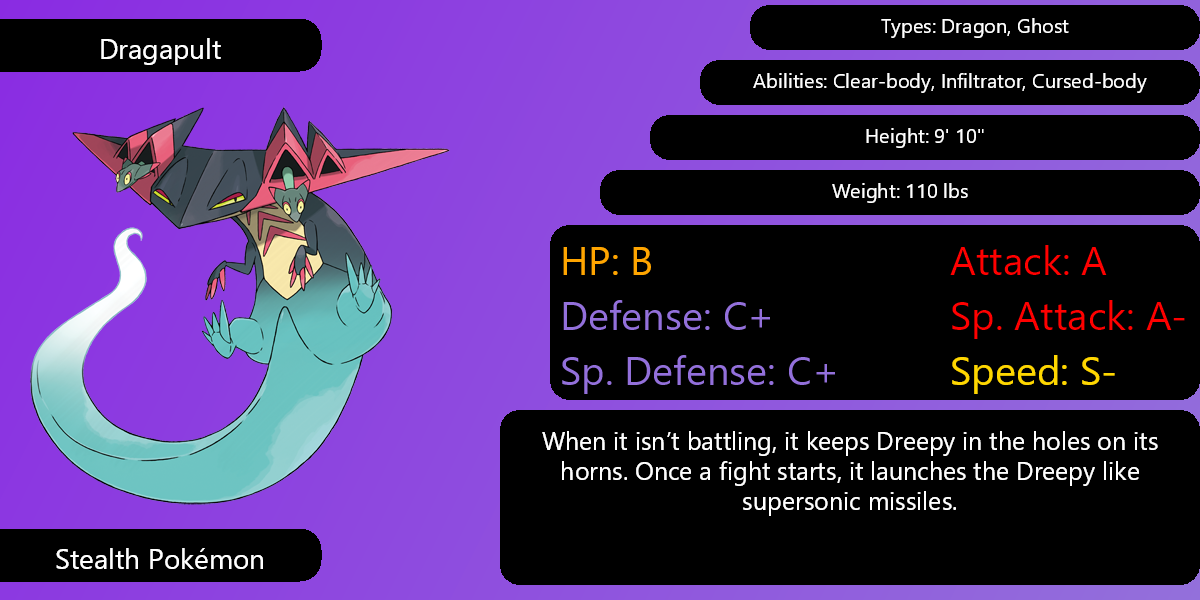 Dragapult
Types: Dragon, Ghost
Abilities: Clear-body, Infiltrator, Cursed-body
Height: 9' 10"
Weight: 110 lbs
HP: B
Attack: A
Defense: C+
Sp. Attack: A-
Sp. Defense: C+
Speed: S-
When it isn’t battling, it keeps Dreepy in the holes on its
horns. Once a fight starts, it launches the Dreepy like
supersonic missiles.
Stealth Pokémon